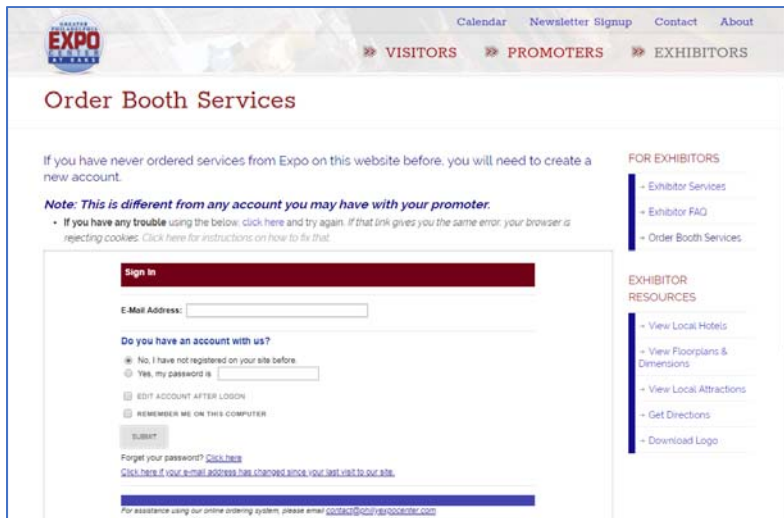 Calendar Newsletter Signup Contact About
GREATER
PHILADELPHIA
EXPO
CENTER
AT OAKS
VISITORS PROMOTERS EXHIBITORS
Order Booth Services
If you have never ordered services from Expo on this website before, you will need to create a
new account.
Note: This is different from any account you may have with your promoter.
• If you have any trouble using the below, click here and try again. If that link gives you the same error, your browser is
rejecting cookies. Click here for instructions on how to fix that.
Sign In
E-Mail Address:
Do you have an account with us?
No, I have not registered on your site before.
Yes, my password is
EDIT ACCOUNT AFTER LOGON
REMEMBER ME ON THIS COMPUTER
SUBMIT
Forget your password? Click here
Click here if your e-mail address has changed since your last visit to our site.
For assistance using our online ordering system, please email contact@phillyexpocenter.com
FOR EXHIBITORS
→ Exhibitor Services
→ Exhibitor FAQ
→ Order Booth Services
EXHIBITOR
RESOURCES
→ View Local Hotels
→ View Floorplans &
Dimensions
→ View Local Attractions
→ Get Directions
→ Download Logo